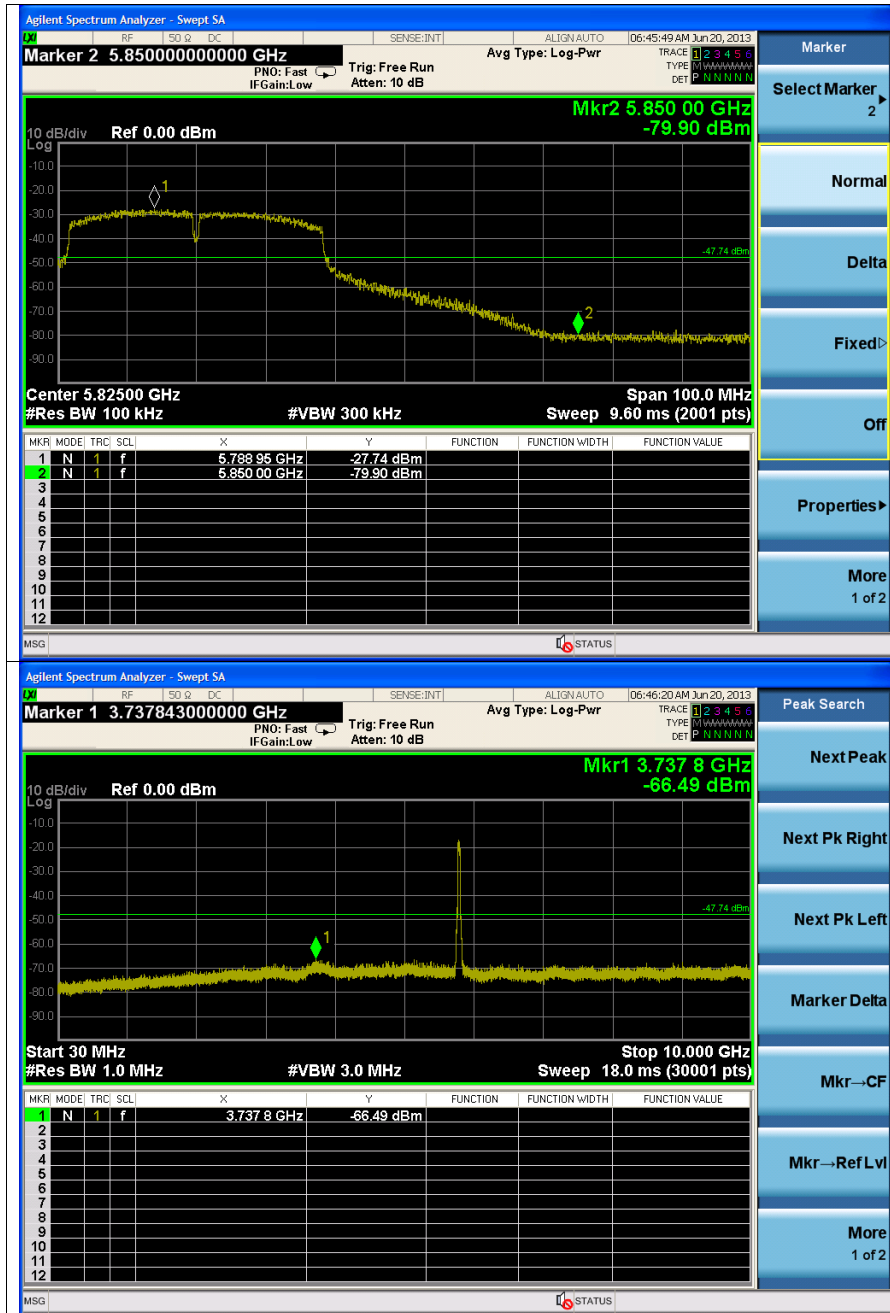 Agilent Spectrum Analyzer - Swept SA
LXI RF 50 Ω DC SENSE:INT ALIGN AUTO 06:45:49 AM Jun 20, 2013
Marker 2 5.850000000000 GHz
PNO: Fast IFGain:Low
Trig: Free Run Atten: 10 dB
Avg Type: Log-Pwr
TRACE 1 2 3 4 5 6
TYPE M WWWWW
DET P N N N N N
Mkr2 5.850 00 GHz
-79.90 dBm
10 dB/div Ref 0.00 dBm
Log
-10.0
-20.0
-30.0
-40.0
-50.0
-60.0
-70.0
-80.0
-90.0
1
2
-47.74 dBm
Center 5.82500 GHz Span 100.0 MHz
#Res BW 100 kHz #VBW 300 kHz Sweep 9.60 ms (2001 pts)
MKR MODE TRC SCL X Y FUNCTION FUNCTION WIDTH FUNCTION VALUE
1 N 1 f 5.788 95 GHz -27.74 dBm
2 N 1 f 5.850 00 GHz -79.90 dBm
3
4
5
6
7
8
9
10
11
12
MSG STATUS
Marker
Select Marker
2
Normal
Delta
Fixed
Off
Properties
More
1 of 2
Agilent Spectrum Analyzer - Swept SA
LXI RF 50 Ω DC SENSE:INT ALIGN AUTO 06:46:20 AM Jun 20, 2013
Marker 1 3.737843000000 GHz
PNO: Fast IFGain:Low
Trig: Free Run Atten: 10 dB
Avg Type: Log-Pwr
TRACE 1 2 3 4 5 6
TYPE M WWWWW
DET P N N N N N
Mkr1 3.737 8 GHz
-66.49 dBm
10 dB/div Ref 0.00 dBm
Log
-10.0
-20.0
-30.0
-40.0
-50.0
-60.0
-70.0
-80.0
-90.0
1
-47.74 dBm
Start 30 MHz Stop 10.000 GHz
#Res BW 1.0 MHz #VBW 3.0 MHz Sweep 18.0 ms (30001 pts)
MKR MODE TRC SCL X Y FUNCTION FUNCTION WIDTH FUNCTION VALUE
1 N 1 f 3.737 8 GHz -66.49 dBm
2
3
4
5
6
7
8
9
10
11
12
MSG STATUS
Peak Search
Next Peak
Next Pk Right
Next Pk Left
Marker Delta
Mkr→CF
Mkr→Ref Lvl
More
1 of 2